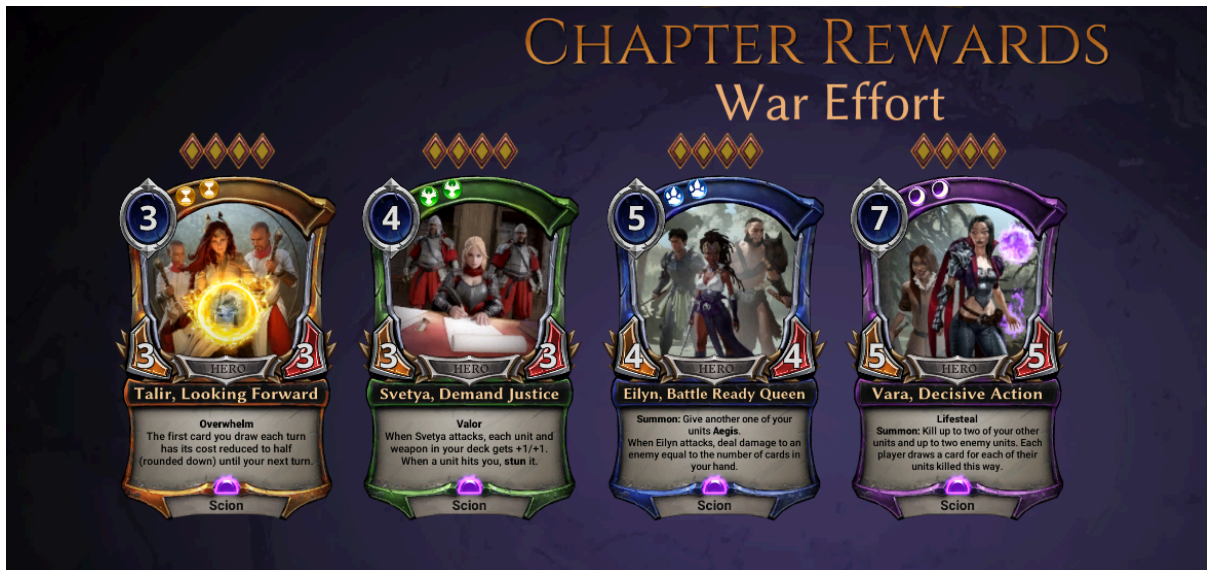 CHAPTER REWARDS
War Effort
3
3
HERO
3
Talir, Looking Forward
Overwhelm
The first card you draw each turn
has its cost reduced to half
(rounded down) until your next turn.
Scion
4
3
HERO
3
Svetya, Demand Justice
Valor
When Svetya attacks, each unit and
weapon in your deck gets +1/+1.
When a unit hits you, stun it.
Scion
5
4
HERO
4
Eilyn, Battle Ready Queen
Summon: Give another one of your
units Aegis.
When Eilyn attacks, deal damage to an
enemy equal to the number of cards in
your hand.
Scion
7
5
HERO
5
Vara, Decisive Action
Lifesteal
Summon: Kill up to two of your other
units and up to two enemy units. Each
player draws a card for each of their
units killed this way.
Scion